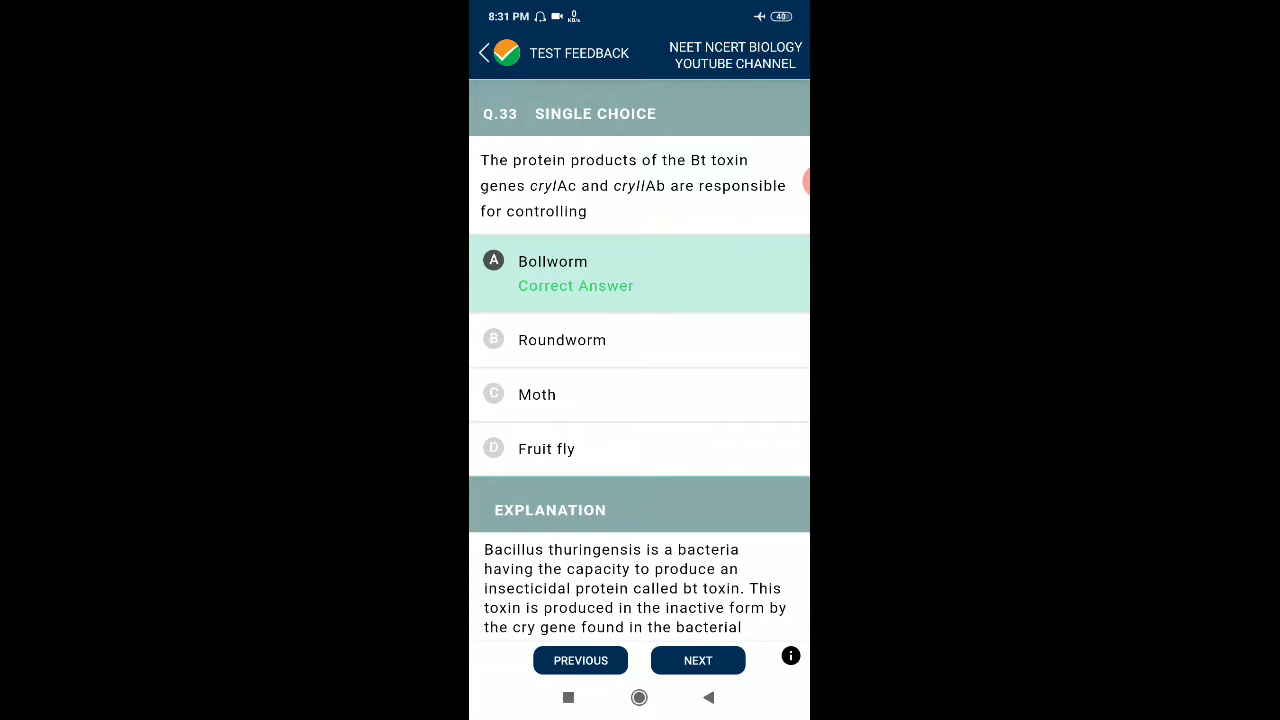 8:31 PM 0 KB/s 40
TEST FEEDBACK
NEET NCERT BIOLOGY
YOUTUBE CHANNEL
Q.33 SINGLE CHOICE
The protein products of the Bt toxin
genes cryIAc and cryIIAb are responsible
for controlling
A Bollworm
Correct Answer
B Roundworm
C Moth
D Fruit fly
EXPLANATION
Bacillus thuringensis is a bacteria
having the capacity to produce an
insecticidal protein called bt toxin. This
toxin is produced in the inactive form by
the cry gene found in the bacterial
PREVIOUS
NEXT